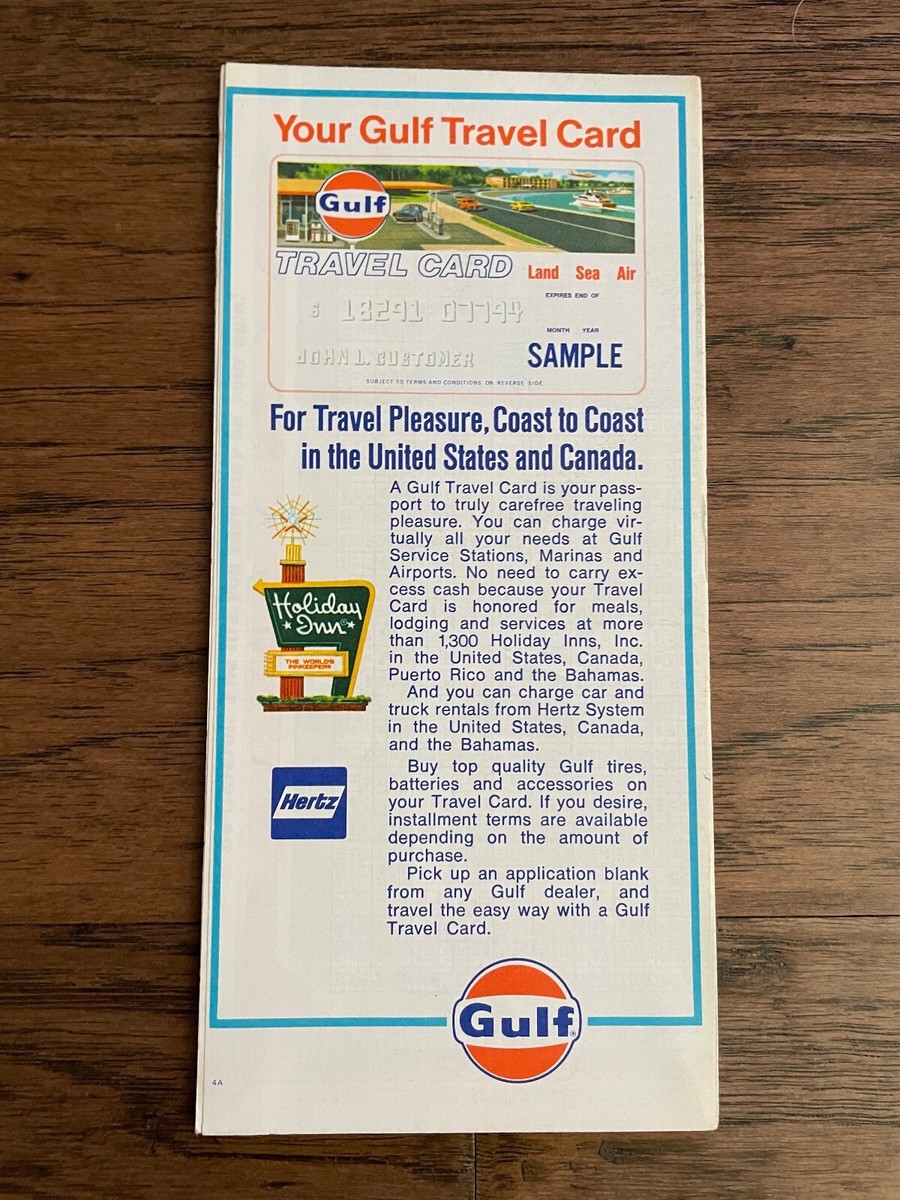 Your Gulf Travel Card
Gulf
TRAVEL CARD Land Sea Air
EXPIRES END OF
18291 07794
MONTH YEAR
JOHN L. CUSTOMER SAMPLE
SUBJECT TO TERMS AND CONDITIONS ON REVERSE SIDE.
For Travel Pleasure, Coast to Coast
in the United States and Canada.
A Gulf Travel Card is your pass-
port to truly carefree traveling
pleasure. You can charge vir-
tually all your needs at Gulf
Service Stations, Marinas and
Airports. No need to carry ex-
cess cash because your Travel
Card is honored for meals,
lodging and services at more
than 1,300 Holiday Inns, Inc.
in the United States, Canada,
Puerto Rico and the Bahamas.
And you can charge car and
truck rentals from Hertz System
in the United States, Canada,
and the Bahamas.
Buy top quality Gulf tires,
batteries and accessories on
your Travel Card. If you desire,
installment terms are available
depending on the amount of
purchase.
Pick up an application blank
from any Gulf dealer, and
travel the easy way with a Gulf
Travel Card.
Holiday
Inn®
THE WORLD'S
INNKEEPER®
Hertz
Gulf®
4A